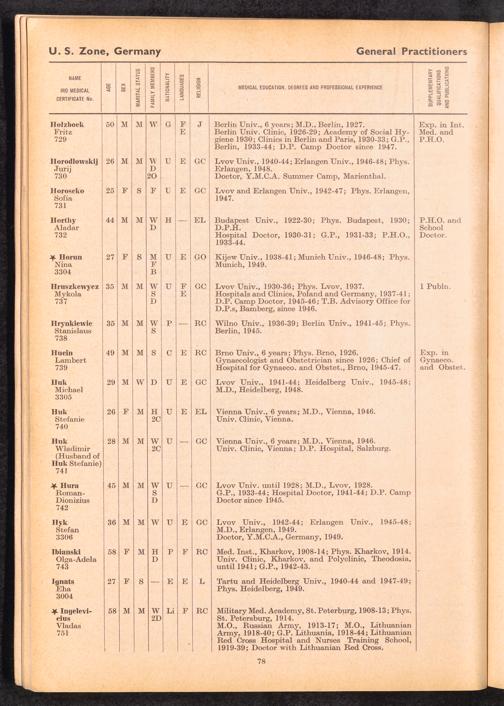 U. S. Zone, Germany General Practitioners
NAME
IRO MEDICAL
CERTIFICATE No.
AGE
SEX
MARITAL STATUS
FAMILY MEMBERS
NATIONALITY
LANGUAGES
RELIGION
MEDICAL EDUCATION, DEGREES AND PROFESSIONAL EXPERIENCE
SUPPLEMENTARY
QUALIFICATIONS
AND PUBLICATIONS
Holzbock 50 M M W G F J Berlin Univ., 6 years; M.D., Berlin, 1927. Exp. in Int.
Fritz E Berlin Univ. Clinic, 1926-29; Academy of Social Hy- Med. and
729 giene 1930; Clinics in Berlin and Paris, 1930-33; G.P., P.H.O.
Berlin, 1933-44; D.P. Camp Doctor since 1947.
Horodlowskij 26 M M W U E GC Lvov Univ., 1940-44; Erlangen Univ., 1946-48; Phys.
Jurij D Erlangen, 1948.
730 2O Doctor, Y.M.C.A. Summer Camp, Marienthal.
Horoseko 25 F S F U E GC Lvov and Erlangen Univ., 1942-47; Phys. Erlangen,
Sofia 1947.
731
Horthy 44 M M W H — EL Budapest Univ., 1922-30; Phys. Budapest, 1930; P.H.O. and
Aladar D D.P.H. School
732 Hospital Doctor, 1930-31; G.P., 1931-33; P.H.O., Doctor.
1933-44.
★ Horun 27 F S M U E GO Kijew Univ., 1938-41; Munich Univ., 1946-48; Phys.
Nina F Munich, 1949.
3304 B
Hruszkewycz 35 M M W U F GC Lvov Univ., 1930-36; Phys. Lvov, 1937. 1 Publn.
Mykola S E Hospitals and Clinics, Poland and Germany, 1937-41;
737 D D.P. Camp Doctor, 1945-46; T.B. Advisory Office for
D.P.s, Bamberg, since 1946.
Hrynkiewie 35 M M W P — RC Wilno Univ., 1936-39; Berlin Univ., 1941-45; Phys.
Stanislaus S Berlin, 1945.
738
Hucin 49 M M S C E RC Brno Univ., 6 years; Phys. Brno, 1926. Exp. in
Lambert Gynaecologist and Obstetrician since 1926; Chief of Gynaeco.
739 Hospital for Gynaeco. and Obstet., Brno, 1945-47. and Obstet.
Huk 29 M W D U E GC Lvov Univ., 1941-44; Heidelberg Univ., 1945-48;
Michael M.D., Heidelberg, 1948.
3305
Huk 26 F M H U E EL Vienna Univ., 6 years; M.D., Vienna, 1946.
Stefanie 2C Univ. Clinic, Vienna.
740
Huk 28 M M W U — GC Vienna Univ., 6 years; M.D., Vienna, 1946.
Wladimir 2C Univ. Clinic, Vienna; D.P. Hospital, Salzburg.
(Husband of
Huk Stefanie)
741
★ Hura 45 M M W U — GC Lvov Univ. until 1928; M.D., Lvov, 1928.
Roman- S G.P., 1933-44; Hospital Doctor, 1941-44; D.P. Camp
Dionizius D Doctor since 1945.
742
Hyk 36 M M W U E GC Lvov Univ., 1942-44; Erlangen Univ., 1945-48;
Stefan M.D., Erlangen, 1949.
3306 Doctor, Y.M.C.A., Germany, 1949.
Ibianski 58 F M H P F RC Med. Inst., Kharkov, 1908-14; Phys. Kharkov, 1914.
Olga-Adela D Univ. Clinic, Kharkov, and Polyclinic, Theodosia,
743 until 1941; G.P., 1942-43.
Ignats 27 F S — E E L Tartu and Heidelberg Univ., 1940-44 and 1947-49;
Eha Phys. Heidelberg, 1949.
3004
★ Ingelevi- 58 M M W Li F RC Military Med. Academy, St. Peterburg, 1908-13; Phys.
cius 2D St. Petersburg, 1914.
Vladas M.O., Russian Army, 1913-17; M.O., Lithuanian
751 Army, 1918-40; G.P. Lithuania, 1918-44; Lithuanian
Red Cross Hospital and Nurses Training School,
1919-39; Doctor with Lithuanian Red Cross.
78